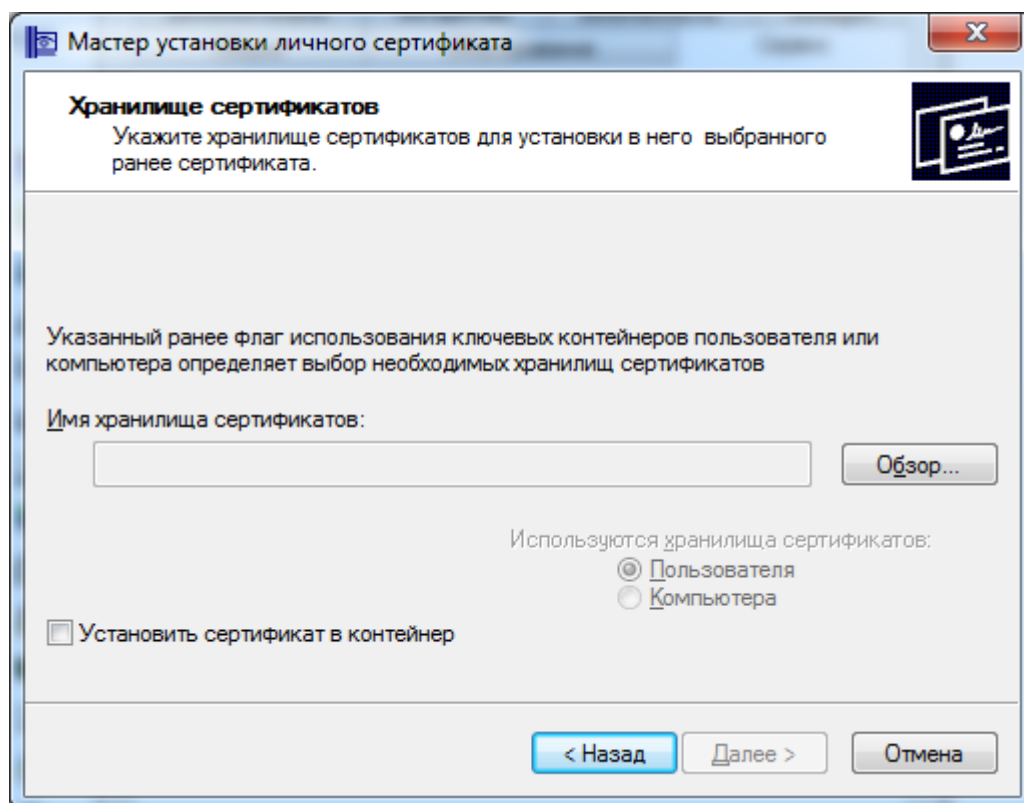 Мастер установки личного сертификата
Хранилище сертификатов
Укажите хранилище сертификатов для установки в него выбранного
ранее сертификата.
Указанный ранее флаг использования ключевых контейнеров пользователя или
компьютера определяет выбор необходимых хранилищ сертификатов
Имя хранилища сертификатов:
Обзор...
Используются хранилища сертификатов:
Пользователя
Компьютера
Установить сертификат в контейнер
< Назад
Далее >
Отмена